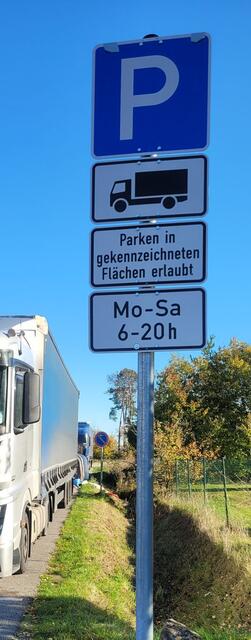 P
Parken in
gekennzeichneten
Flächen erlaubt
Mo-Sa
6-20h